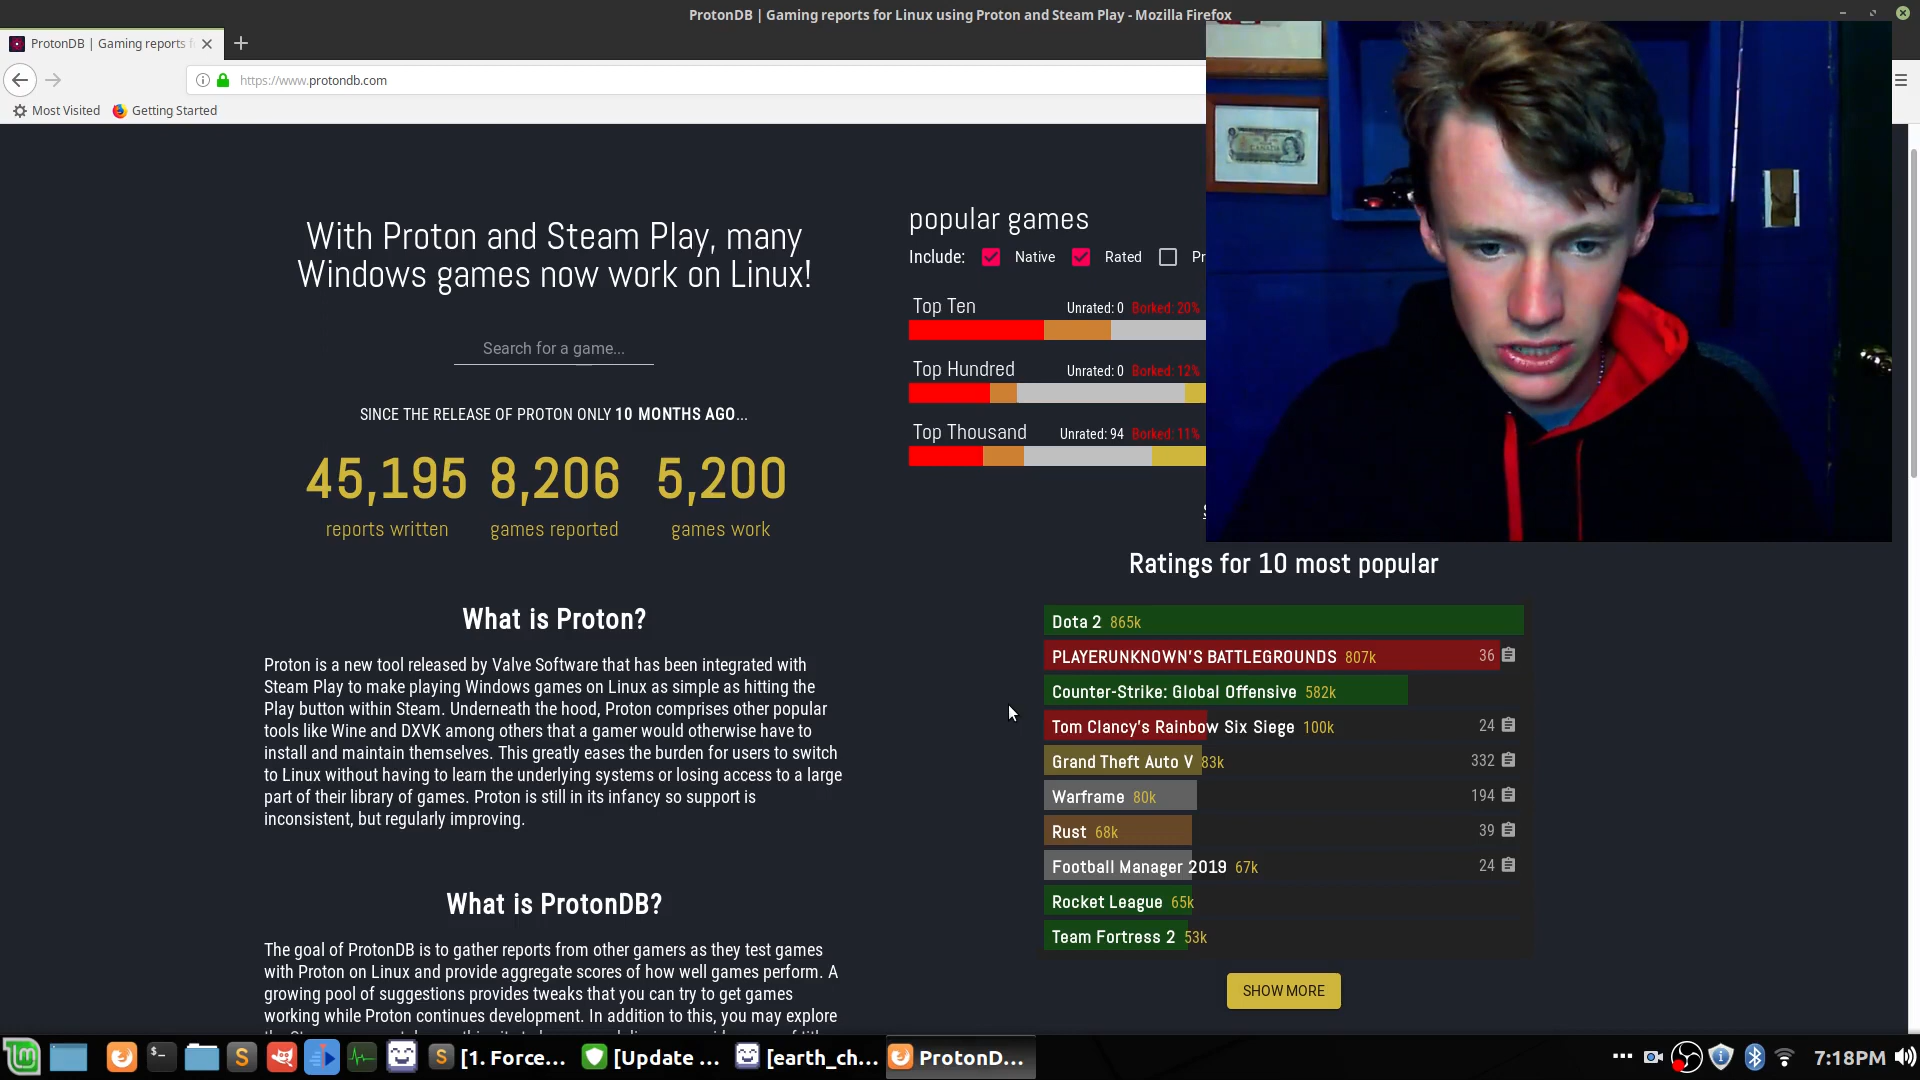 ProtonDB | Gaming reports for Linux using Proton and Steam Play - Mozilla Firefox
ProtonDB | Gaming reports f
https://www.protondb.com
Most Visited
Getting Started
With Proton and Steam Play, many
Windows games now work on Linux!
Search for a game...
SINCE THE RELEASE OF PROTON ONLY 10 MONTHS AGO...
45,195 8,206 5,200
reports written games reported games work
What is Proton?
Proton is a new tool released by Valve Software that has been integrated with
Steam Play to make playing Windows games on Linux as simple as hitting the
Play button within Steam. Underneath the hood, Proton comprises other popular
tools like Wine and DXVK among others that a gamer would otherwise have to
install and maintain themselves. This greatly eases the burden for users to switch
to Linux without having to learn the underlying systems or losing access to a large
part of their library of games. Proton is still in its infancy so support is
inconsistent, but regularly improving.
What is ProtonDB?
The goal of ProtonDB is to gather reports from other gamers as they test games
with Proton on Linux and provide aggregate scores of how well games perform. A
growing pool of suggestions provides tweaks that you can try to get games
working while Proton continues development. In addition to this, you may explore
popular games
Include: Native Rated Pr
Top Ten Unrated: 0 Borked: 20%
Top Hundred Unrated: 0 Borked: 12%
Top Thousand Unrated: 94 Borked: 11%
CANADA
Ratings for 10 most popular
Dota 2 865k
PLAYERUNKNOWN'S BATTLEGROUNDS 807k 36
Counter-Strike: Global Offensive 582k
Tom Clancy's Rainbow Six Siege 100k 24
Grand Theft Auto V 83k 332
Warframe 80k 194
Rust 68k 39
Football Manager 2019 67k 24
Rocket League 65k
Team Fortress 2 53k
SHOW MORE
[1. Force... [Update ... [earth_ch... ProtonD... 7:18PM